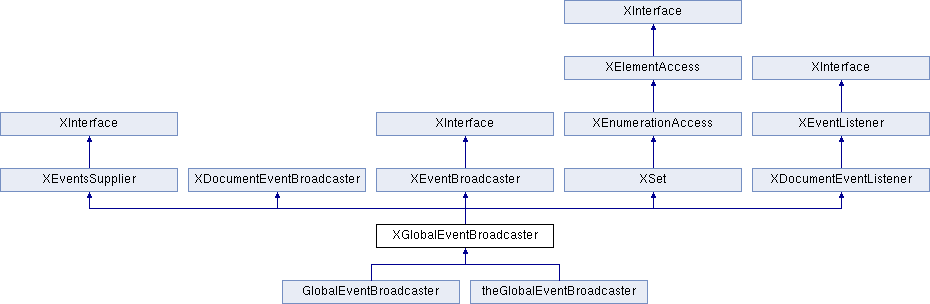 XInterface
XElementAccess
XInterface
XInterface
XInterface
XEnumerationAccess
XEventListener
XEventsSupplier
XDocumentEventBroadcaster
XEventBroadcaster
XSet
XDocumentEventListener
XGlobalEventBroadcaster
GlobalEventBroadcaster
theGlobalEventBroadcaster